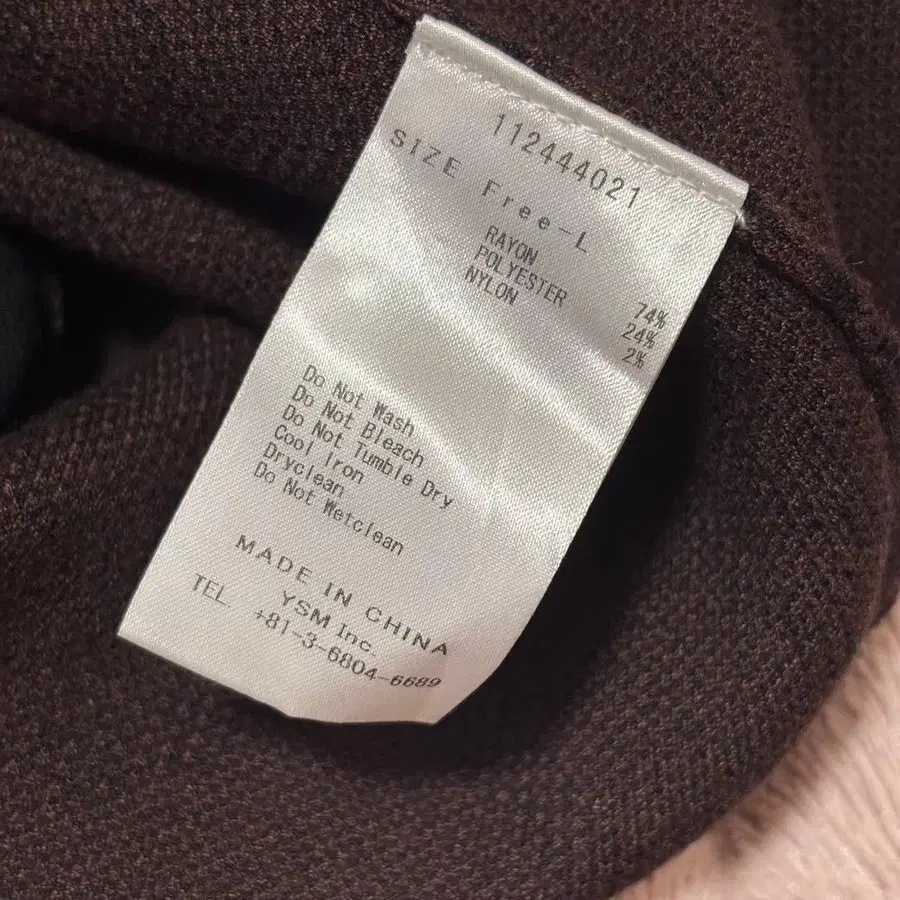 112444021
SIZE Free-L
RAYON 74%
POLYESTER 24%
NYLON 2%
Do Not Wash
Do Not Bleach
Do Not Tumble Dry
Cool Iron
Dryclean
Do Not Wetclean
MADE IN CHINA
YSM Inc.
TEL +81-3-6804-6689